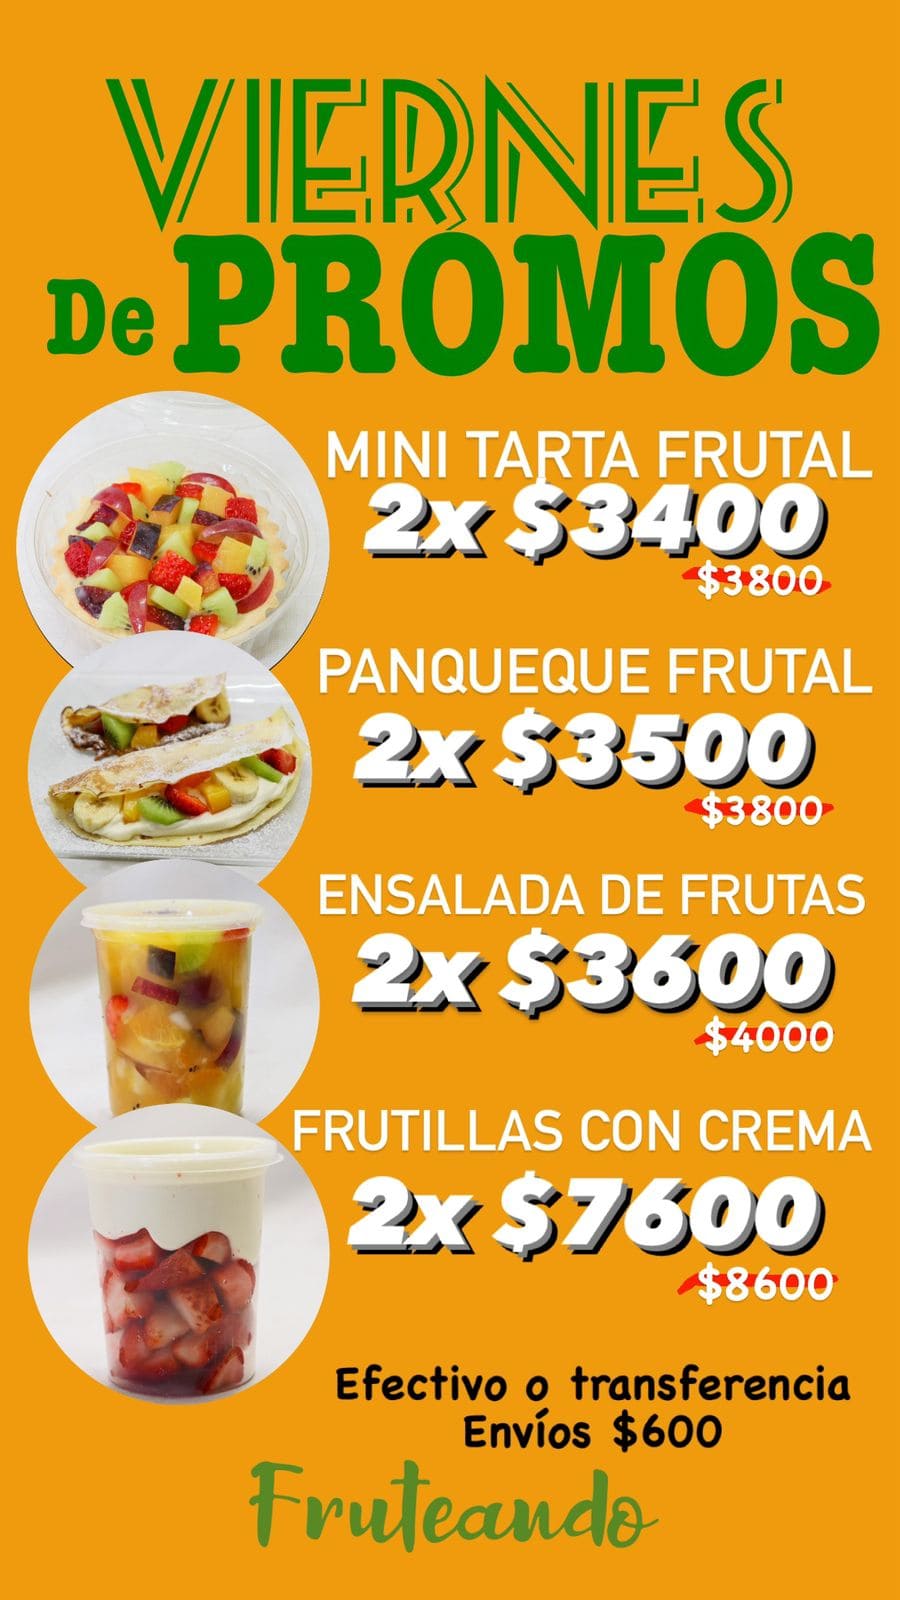 VIERNES
De PROMOS
MINI TARTA FRUTAL
2x $3400
$3800
PANQUEQUE FRUTAL
2x $3500
$3800
ENSALADA DE FRUTAS
2x $3600
$4000
FRUTILLAS CON CREMA
2x $7600
$8600
Efectivo o transferencia
Envíos $600
Fruteando